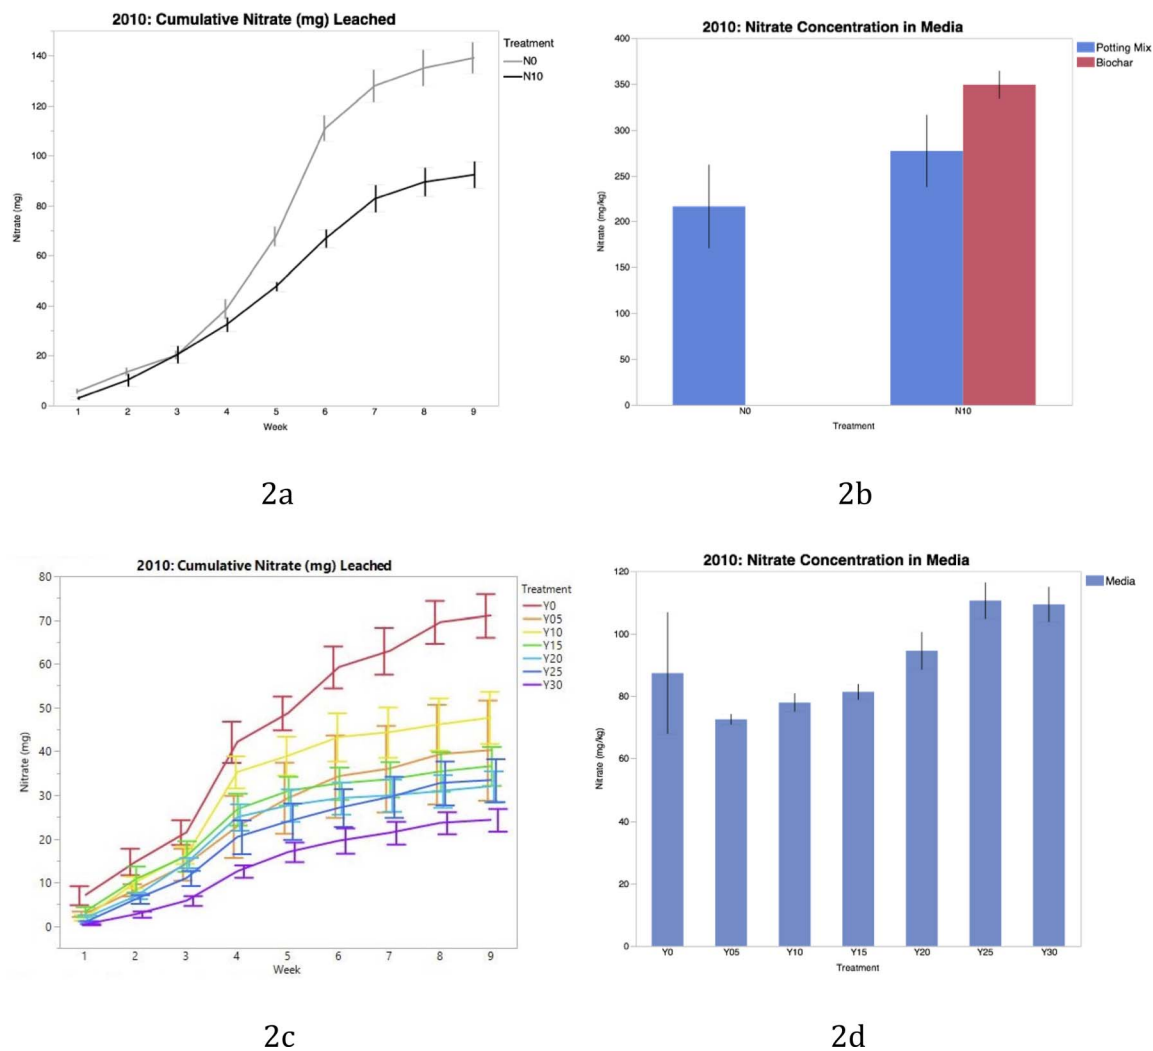 2010: Cumulative Nitrate (mg) Leached
Treatment
N0
N10
Nitrate (mg)
140
120
100
80
60
40
20
0
1 2 3 4 5 6 7 8 9
Week
2a
2010: Nitrate Concentration in Media
Potting Mix
Biochar
Nitrate (mg/kg)
400
350
300
250
200
150
100
50
0
N0 N10
Treatment
2b
2010: Cumulative Nitrate (mg) Leached
Treatment
Y0
Y05
Y10
Y15
Y20
Y25
Y30
Nitrate (mg)
80
70
60
50
40
30
20
10
0
1 2 3 4 5 6 7 8 9
Week
2c
2010: Nitrate Concentration in Media
Media
Nitrate (mg/kg)
120
100
80
60
40
20
0
Y0 Y05 Y10 Y15 Y20 Y25 Y30
Treatment
2d